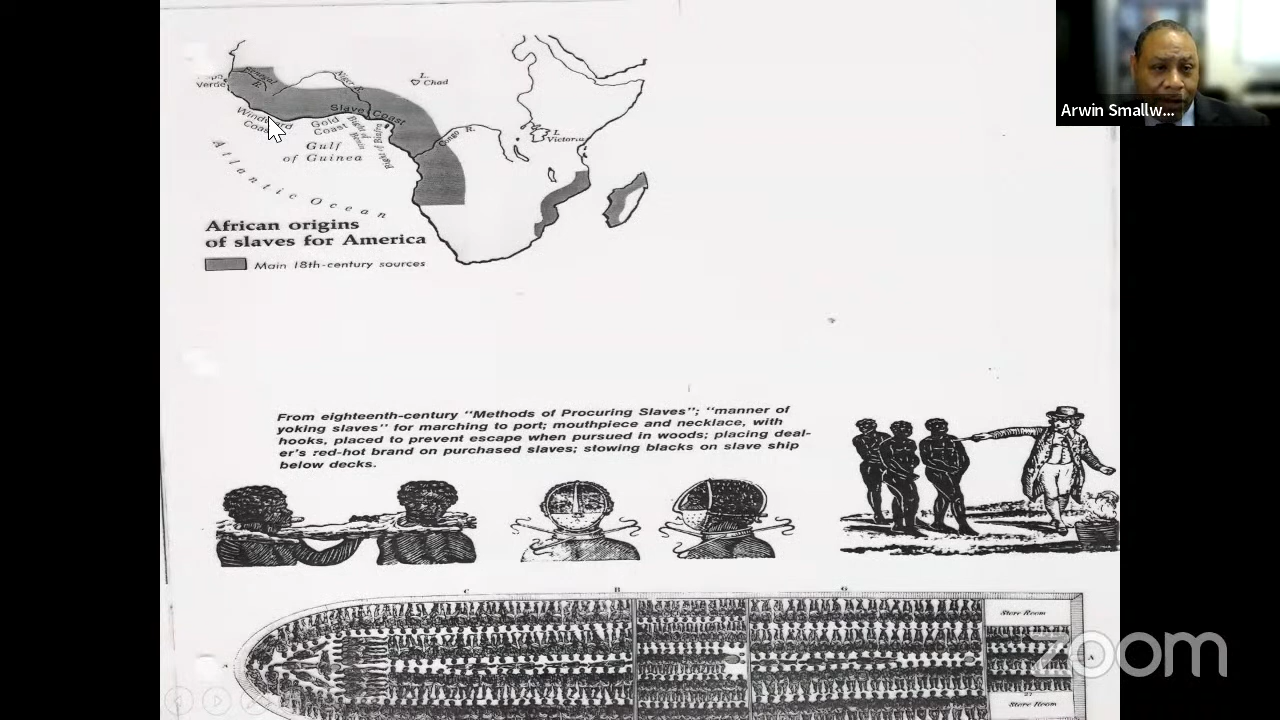 Verde
Senegal
R.
Niger R.
L.
Chad
Windward
Coast
Gold
Coast
Slave Coast
Gulf
of Guinea
Congo R.
L.
Victoria
Atlantic Ocean
African origins
of slaves for America
Main 18th-century sources
Arwin Smallw...
From eighteenth-century "Methods of Procuring Slaves"; "manner of
yoking slaves" for marching to port; mouthpiece and necklace, with
hooks, placed to prevent escape when pursued in woods; placing deal-
er's red-hot brand on purchased slaves; stowing blacks on slave ship
below decks.
C
B
G
A
Store Room
A
Store Room
zoom